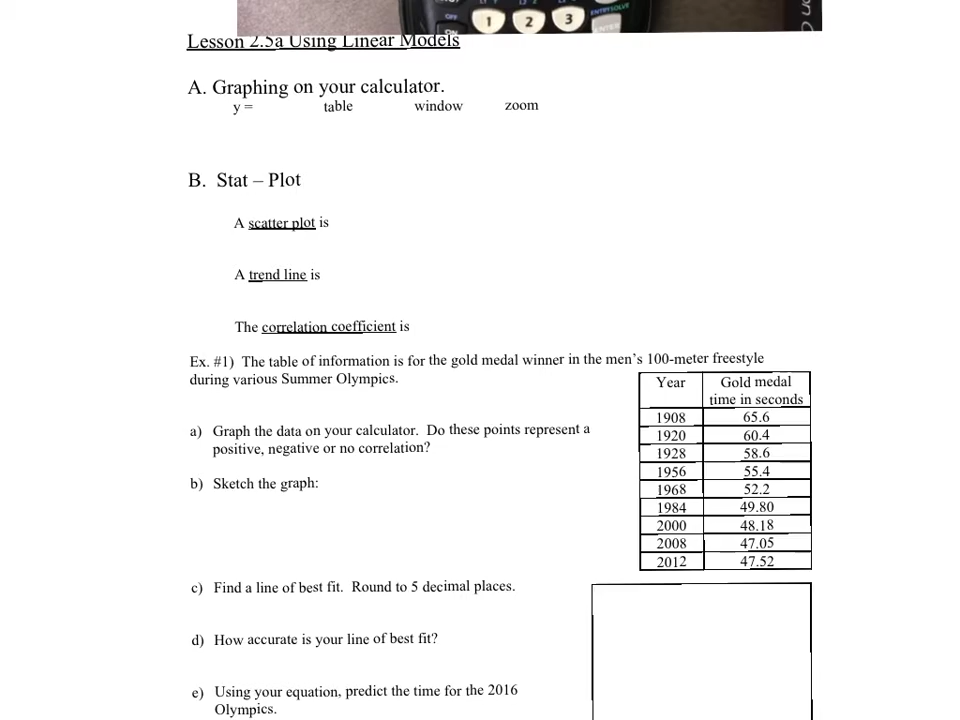 OFF
ON
1
2
3
ENTRY SOLVE
ENTER
Lesson 2.5a Using Linear Models
A. Graphing on your calculator.
y = table window zoom
B. Stat – Plot
A scatter plot is
A trend line is
The correlation coefficient is
Ex. #1) The table of information is for the gold medal winner in the men's 100-meter freestyle
during various Summer Olympics.
Year Gold medal
time in seconds
1908 65.6
1920 60.4
1928 58.6
1956 55.4
1968 52.2
1984 49.80
2000 48.18
2008 47.05
2012 47.52
a) Graph the data on your calculator. Do these points represent a
positive, negative or no correlation?
b) Sketch the graph:
c) Find a line of best fit. Round to 5 decimal places.
d) How accurate is your line of best fit?
e) Using your equation, predict the time for the 2016
Olympics.